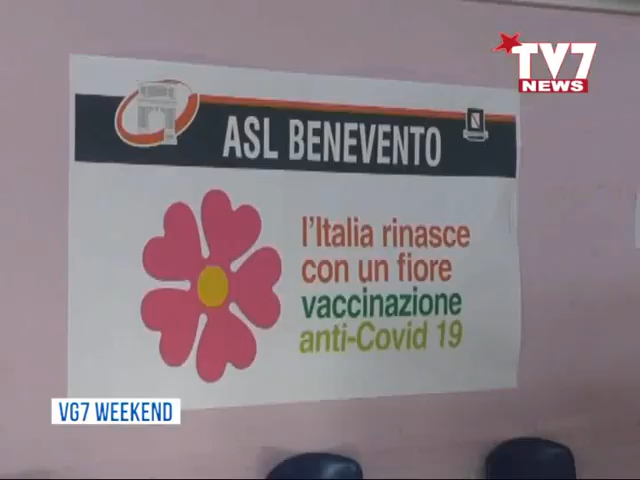 TV7
NEWS
ASL BENEVENTO
l'Italia rinasce
con un fiore
vaccinazione
anti-Covid 19
VG7 WEEKEND